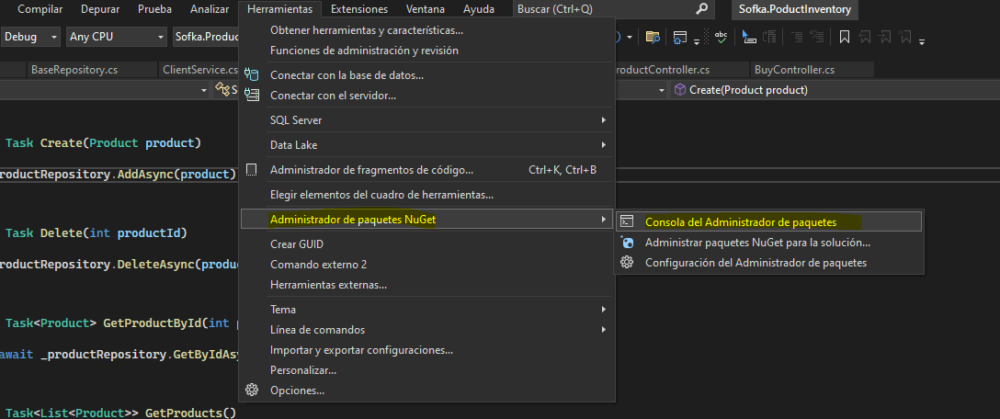 Compilar Depurar Prueba Analizar Herramientas Extensiones Ventana Ayuda Buscar (Ctrl+Q) Sofka.PoductInventory
Debug Any CPU Sofka.Produc
BaseRepository.cs ClientService.cs roductController.cs BuyController.cs
Create(Product product)
Obtener herramientas y características...
Funciones de administración y revisión
Conectar con la base de datos...
Conectar con el servidor...
SQL Server
Data Lake
Administrador de fragmentos de código... Ctrl+K, Ctrl+B
Elegir elementos del cuadro de herramientas...
Administrador de paquetes NuGet
Crear GUID
Comando externo 2
Herramientas externas...
Tema
Línea de comandos
Importar y exportar configuraciones...
Personalizar...
Opciones...
Consola del Administrador de paquetes
Administrar paquetes NuGet para la solución...
Configuración del Administrador de paquetes
Task Create(Product product)
roductRepository.AddAsync(product)
Task Delete(int productId)
roductRepository.DeleteAsync(produc
Task<Product> GetProductById(int p
await _productRepository.GetByIdAsy
Task<List<Product>> GetProducts()